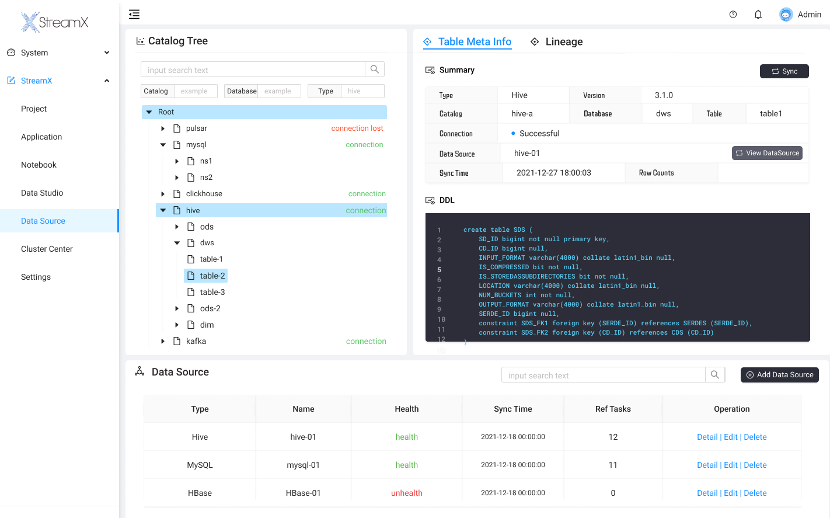 StreamX
Admin
System
StreamX
Project
Application
Notebook
Data Studio
Data Source
Cluster Center
Settings
Catalog Tree
input search text
Catalog example Database example Type hive
Root
pulsar connection lost
mysql connection
ns1
ns2
clickhouse connection
hive connection
ods
dws
table-1
table-2
table-3
ods-2
dim
kafka connection
Table Meta Info Lineage
Summary Sync
Type Hive Version 3.1.0
Catalog hive-a Database dws Table table1
Connection Successful
Data Source hive-01 View DataSource
Sync Time 2021-12-27 18:00:03 Row Counts
DDL
1 create table SDS (
2 SD_ID bigint not null primary key,
3 CD_ID bigint null,
4 INPUT_FORMAT varchar(4000) collate latin1_bin null,
5 IS_COMPRESSED bit not null,
6 IS_STOREDASSUBDIRECTORIES bit not null,
7 LOCATION varchar(4000) collate latin1_bin null,
8 NUM_BUCKETS int not null,
9 OUTPUT_FORMAT varchar(4000) collate latin1_bin null,
10 SERDE_ID bigint null,
11 constraint SDS_FK1 foreign key (SERDE_ID) references SERDES (SERDE_ID),
12 constraint SDS_FK2 foreign key (CD_ID) references CDS (CD_ID)
)
Data Source
input search text
Add Data Source
Type Name Health Sync Time Ref Tasks Operation
Hive hive-01 health 2021-12-18 00:00:00 12 Detail | Edit | Delete
MySQL mysql-01 health 2021-12-18 00:00:00 11 Detail | Edit | Delete
HBase HBase-01 unhealth 2021-12-18 00:00:00 0 Detail | Edit | Delete